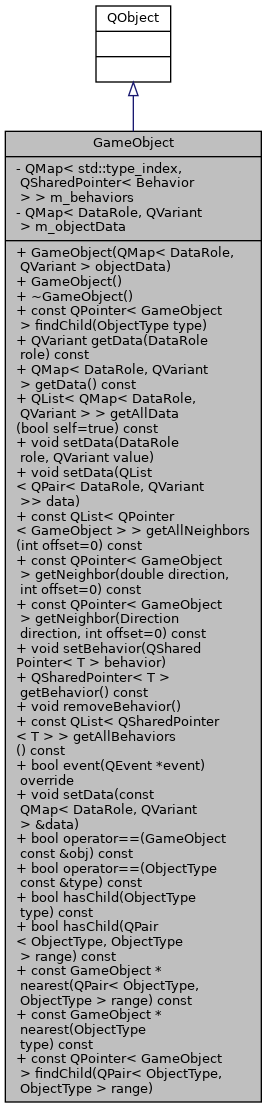 QObject
GameObject
- QMap< std::type_index,
QSharedPointer< Behavior
> > m_behaviors
- QMap< DataRole, QVariant
> m_objectData
+ GameObject(QMap< DataRole,
QVariant > objectData)
+ GameObject()
+ ~GameObject()
+ const QPointer< GameObject
> findChild(ObjectType type)
+ QVariant getData(DataRole
role) const
+ QMap< DataRole, QVariant
> getData() const
+ QList< QMap< DataRole,
QVariant > > getAllData
(bool self=true) const
+ void setData(DataRole
role, QVariant value)
+ void setData(QList
< QPair< DataRole, QVariant
>> data)
+ const QList< QPointer
< GameObject > > getAllNeighbors
(int offset=0) const
+ const QPointer< GameObject
> getNeighbor(double direction,
int offset=0) const
+ const QPointer< GameObject
> getNeighbor(Direction
direction, int offset=0) const
+ void setBehavior(QShared
Pointer< T > behavior)
+ QSharedPointer< T >
getBehavior() const
+ void removeBehavior()
+ const QList< QSharedPointer
< T > > getAllBehaviors
() const
+ bool event(QEvent *event)
override
+ void setData(const
QMap< DataRole, QVariant
> &data)
+ bool operator==(GameObject
const &obj) const
+ bool operator==(ObjectType
const &type) const
+ bool hasChild(ObjectType
type) const
+ bool hasChild(QPair
< ObjectType, ObjectType
> range) const
+ const GameObject *
nearest(QPair< ObjectType,
ObjectType > range) const
+ const GameObject *
nearest(ObjectType
type) const
+ const QPointer< GameObject
> findChild(QPair< ObjectType,
ObjectType > range)